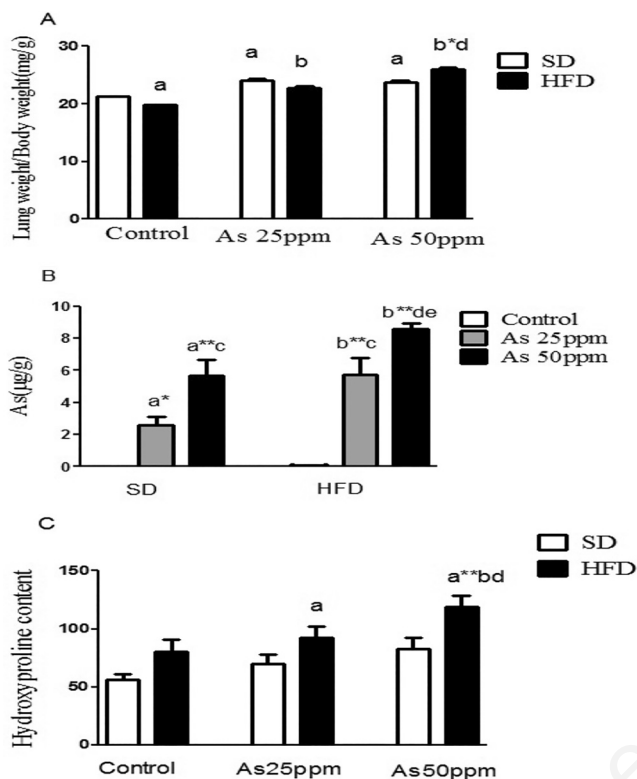 A
Lung weight/Body weight(mg/g)
30
20
10
0
a
a
b
a
b*d
SD
HFD
Control
As 25ppm
As 50ppm
B
As(µg/g)
10
8
6
4
2
0
a*
a**c
b**c
b**de
Control
As 25ppm
As 50ppm
SD
HFD
C
Hydroxyproline content
150
100
50
0
a
a**bd
SD
HFD
Control
As25ppm
As50ppm